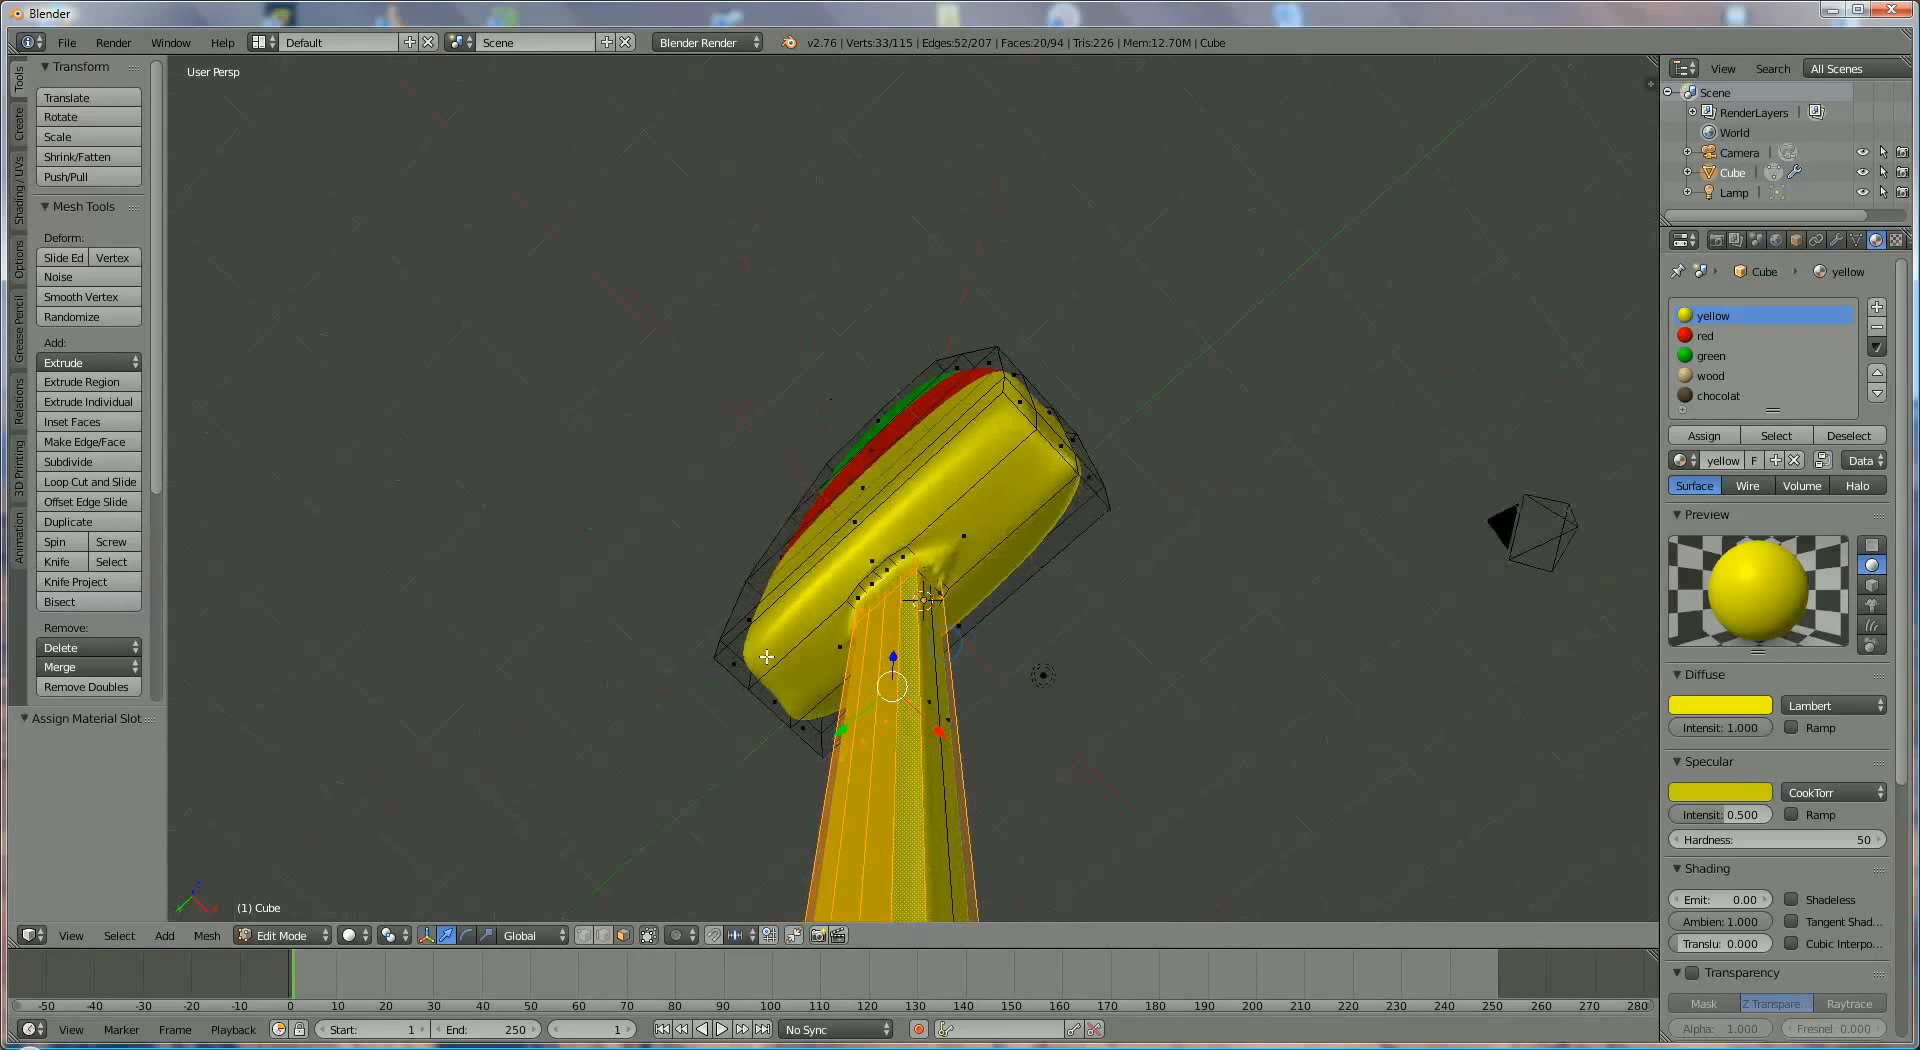 Blender
File Render Window Help Default Scene Blender Render v2.76 | Verts:33/115 | Edges:52/207 | Faces:20/94 | Tris:226 | Mem:12.70M | Cube
Tools
Create
Shading / UVs
Options
Grease Pencil
Relations
3D Printing
Animation
Transform
Translate
Rotate
Scale
Shrink/Fatten
Push/Pull
Mesh Tools
Deform:
Slide Ed Vertex
Noise
Smooth Vertex
Randomize
Add:
Extrude
Extrude Region
Extrude Individual
Inset Faces
Make Edge/Face
Subdivide
Loop Cut and Slide
Offset Edge Slide
Duplicate
Spin Screw
Knife Select
Knife Project
Bisect
Remove:
Delete
Merge
Remove Doubles
Assign Material Slot
User Persp
(1) Cube
View Select Add Mesh Edit Mode Global
-50 -40 -30 -20 -10 0 10 20 30 40 50 60 70 80 90 100 110 120 130 140 150 160 170 180 190 200 210 220 230 240 250 260 270 280
View Marker Frame Playback Start: 1 End: 250 1 No Sync
View Search All Scenes
Scene
RenderLayers
World
Camera
Cube
Lamp
Cube yellow
yellow
red
green
wood
chocolat
Assign Select Deselect
yellow F Data
Surface Wire Volume Halo
Preview
Diffuse
Lambert
Intensit: 1.000 Ramp
Specular
CookTorr
Intensit: 0.500 Ramp
Hardness: 50
Shading
Emit: 0.00 Shadeless
Ambien: 1.000 Tangent Shad...
Translu: 0.000 Cubic Interpo...
Transparency
Mask Z Transpare.. Raytrace
Alpha: 1.000 Fresnel: 0.000